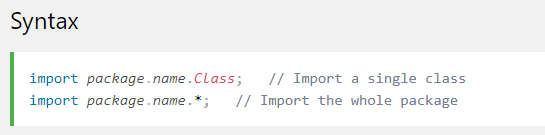 Syntax
import package.name.Class;   // Import a single class
import package.name.*;   // Import the whole package